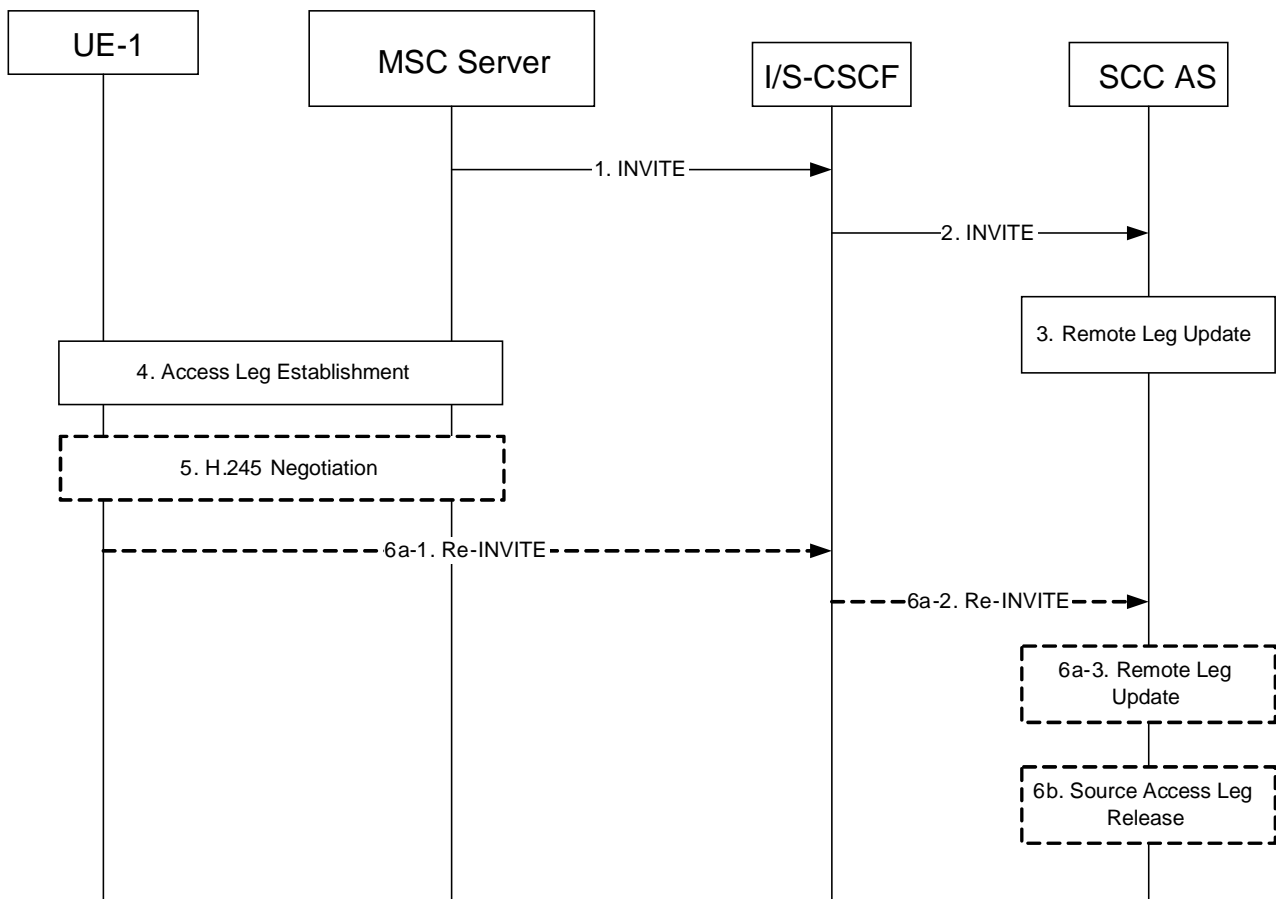 UE-1
MSC Server
I/S-CSCF
SCC AS
1. INVITE
2. INVITE
3. Remote Leg Update
4. Access Leg Establishment
5. H.245 Negotiation
6a-1. Re-INVITE
6a-2. Re-INVITE
6a-3. Remote Leg
Update
6b. Source Access Leg
Release